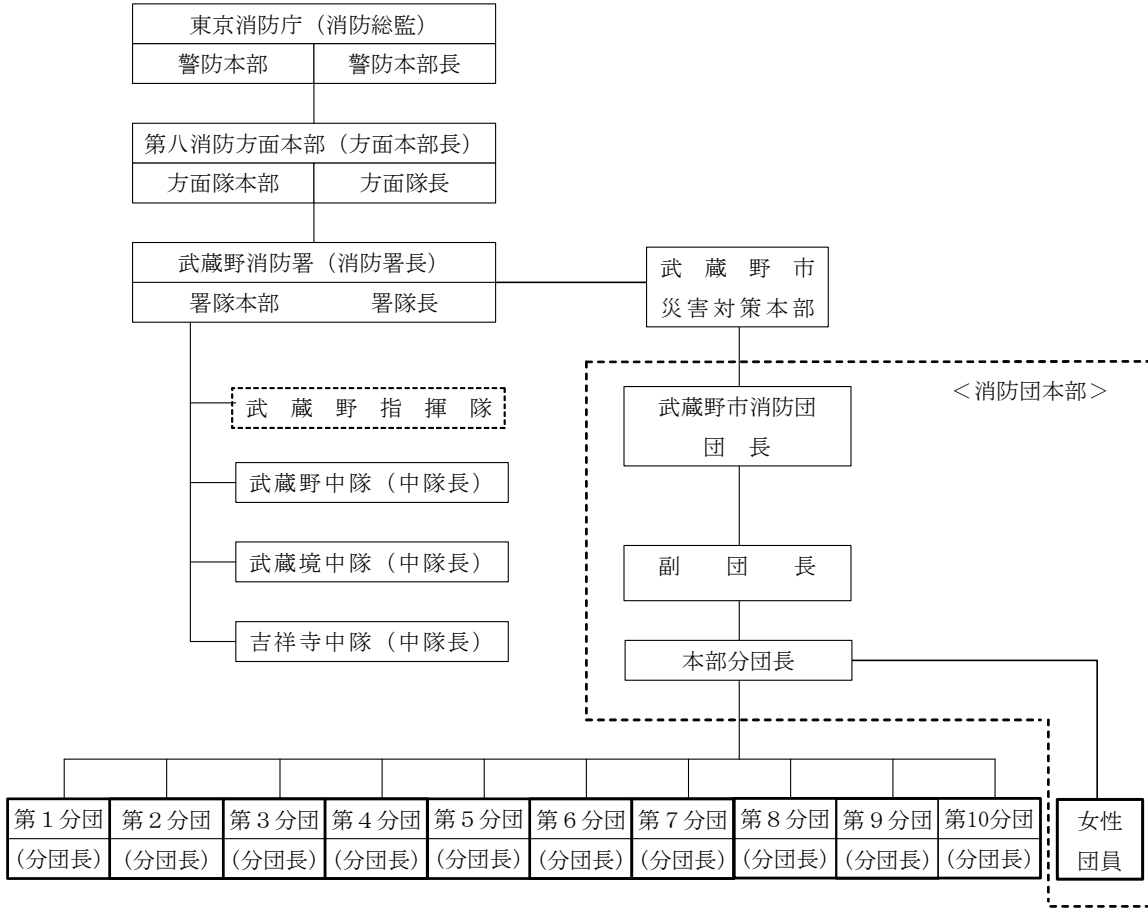 東京消防庁（消防総監）
警防本部 警防本部長
第八消防方面本部（方面本部長）
方面隊本部 方面隊長
武蔵野消防署（消防署長）
署隊本部 署隊長
武蔵野市
災害対策本部
武蔵野指揮隊
武蔵野中隊（中隊長）
武蔵境中隊（中隊長）
吉祥寺中隊（中隊長）
＜消防団本部＞
武蔵野市消防団
団長
副団長
本部分団長
第１分団 第２分団 第３分団 第４分団 第５分団 第６分団 第７分団 第８分団 第９分団 第10分団
(分団長) (分団長) (分団長) (分団長) (分団長) (分団長) (分団長) (分団長) (分団長) (分団長)
女性
団員